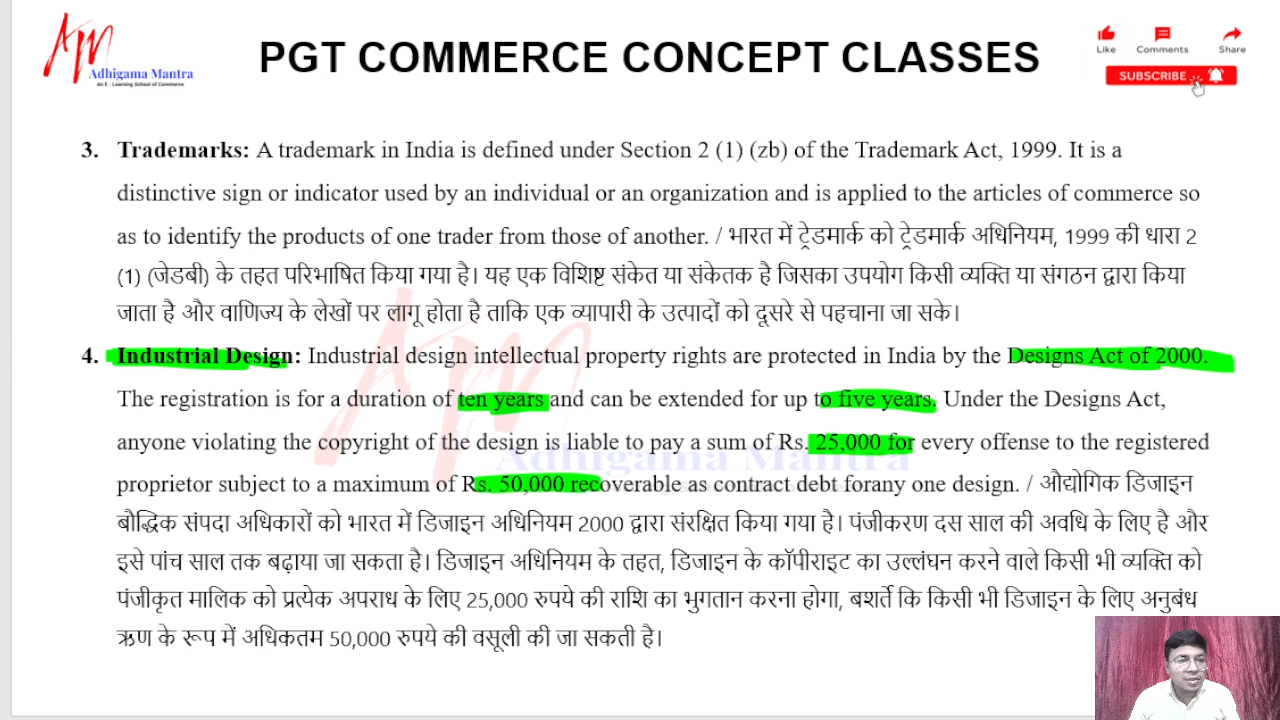 Adhigama Mantra
An E - Learning School of Commerce
PGT COMMERCE CONCEPT CLASSES
Like Comments Share
SUBSCRIBE
3. Trademarks: A trademark in India is defined under Section 2 (1) (zb) of the Trademark Act, 1999. It is a
distinctive sign or indicator used by an individual or an organization and is applied to the articles of commerce so
as to identify the products of one trader from those of another. / भारत में ट्रेडमार्क को ट्रेडमार्क अधिनियम, 1999 की धारा 2
(1) (जेडबी) के तहत परिभाषित किया गया है। यह एक विशिष्ट संकेत या संकेतक है जिसका उपयोग किसी व्यक्ति या संगठन द्वारा किया
जाता है और वाणिज्य के लेखों पर लागू होता है ताकि एक व्यापारी के उत्पादों को दूसरे से पहचाना जा सके।
4. Industrial Design: Industrial design intellectual property rights are protected in India by the Designs Act of 2000.
The registration is for a duration of ten years and can be extended for up to five years. Under the Designs Act,
anyone violating the copyright of the design is liable to pay a sum of Rs. 25,000 for every offense to the registered
proprietor subject to a maximum of Rs. 50,000 recoverable as contract debt forany one design. / औद्योगिक डिजाइन
बौद्धिक संपदा अधिकारों को भारत में डिजाइन अधिनियम 2000 द्वारा संरक्षित किया गया है। पंजीकरण दस साल की अवधि के लिए है और
इसे पांच साल तक बढ़ाया जा सकता है। डिजाइन अधिनियम के तहत, डिजाइन के कॉपीराइट का उल्लंघन करने वाले किसी भी व्यक्ति को
पंजीकृत मालिक को प्रत्येक अपराध के लिए 25,000 रुपये की राशि का भुगतान करना होगा, बशर्ते कि किसी भी डिजाइन के लिए अनुबंध
ऋण के रूप में अधिकतम 50,000 रुपये की वसूली की जा सकती है।
Adhigama Mantra